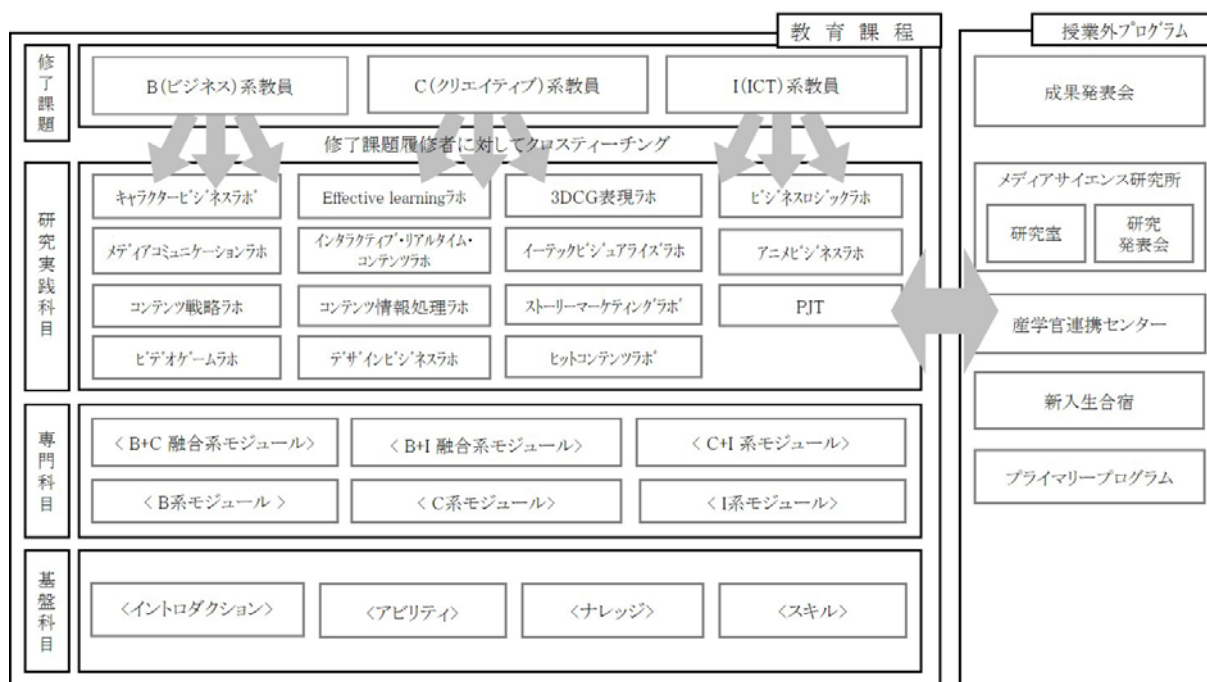 教育課程
授業外プログラム
修了課題
B(ビジネス)系教員
C(クリエイティブ)系教員
I(ICT)系教員
成果発表会
修了課題履修者に対してクロスティーチング
研究実践科目
キャラクタービジネスラボ
Effective learningラボ
3DCG表現ラボ
ビジネスロジックラボ
メディアコミュニケーションラボ
インタラクティブ・リアルタイム・
コンテンツラボ
イーテックビジュアライズラボ
アニメビジネスラボ
コンテンツ戦略ラボ
コンテンツ情報処理ラボ
ストーリーマーケティングラボ
PJT
ビデオゲームラボ
デザインビジネスラボ
ヒットコンテンツラボ
メディアサイエンス研究所
研究室
研究
発表会
産学官連携センター
新入生合宿
プライマリープログラム
専門科目
<B+C 融合系モジュール>
<B+I 融合系モジュール>
<C+I 系モジュール>
<B系モジュール >
<C系モジュール>
<I系モジュール>
基盤科目
<イントロダクション>
<アビリティ>
<ナレッジ>
<スキル>